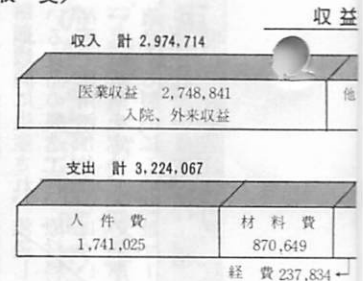 収益
収入 計 2,974,714
医業収益 2,748,841
他
入院、外来収益
支出 計 3,224,067
人件費
1,741,025
材料費
870,649
経費 237,834